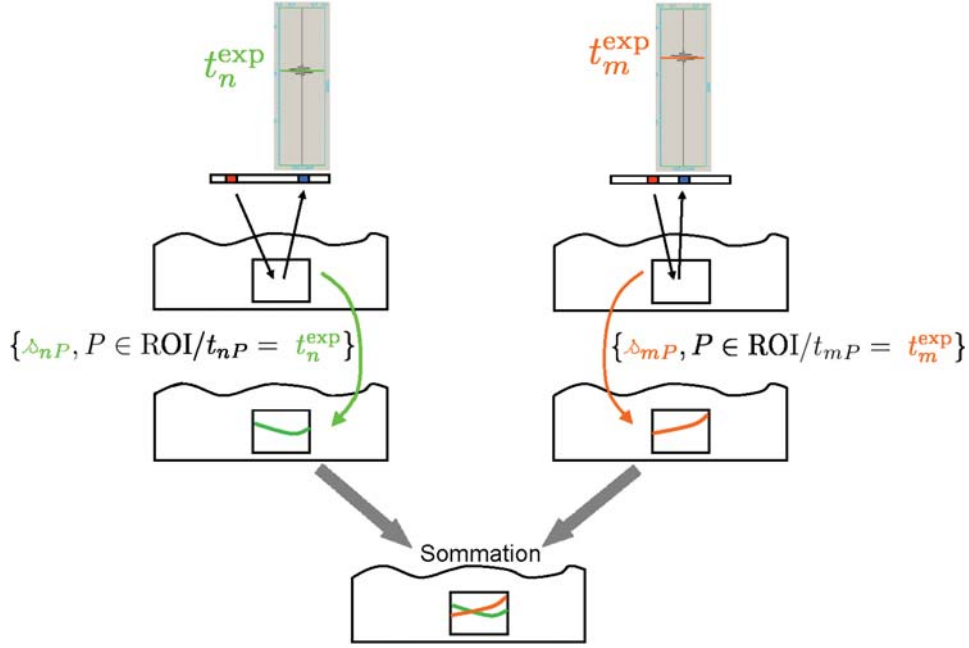 t_n^exp
t_m^exp
{s_nP, P ∈ ROI/t_nP = t_n^exp}
{s_mP, P ∈ ROI/t_mP = t_m^exp}
Sommation